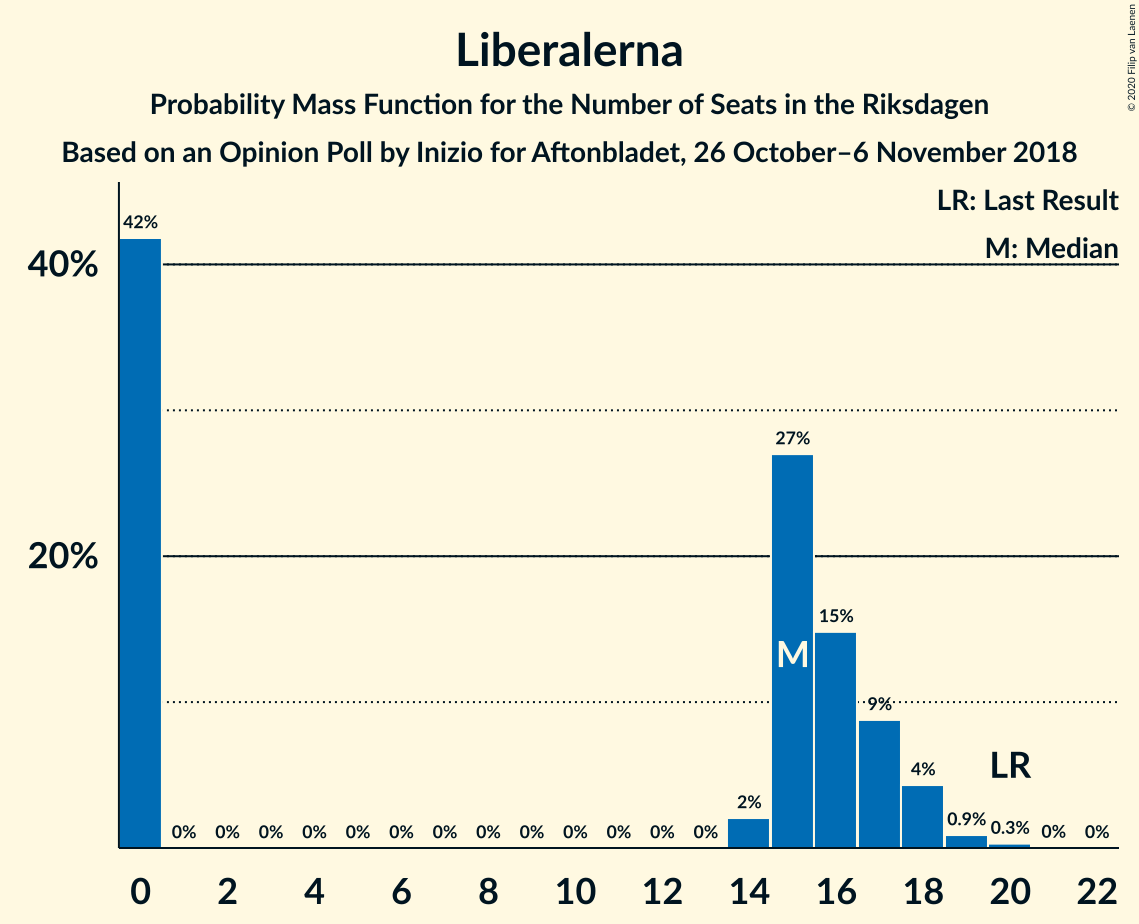 Liberalerna
Probability Mass Function for the Number of Seats in the Riksdagen
Based on an Opinion Poll by Inizio for Aftonbladet, 26 October–6 November 2018
© 2020 Filip van Laenen
LR: Last Result
M: Median
40%
20%
42%
0%
0%
0%
0%
0%
0%
0%
0%
0%
0%
0%
0%
0%
2%
27%
M
15%
9%
4%
0.9%
LR
0.3%
0%
0%
0 2 4 6 8 10 12 14 16 18 20 22